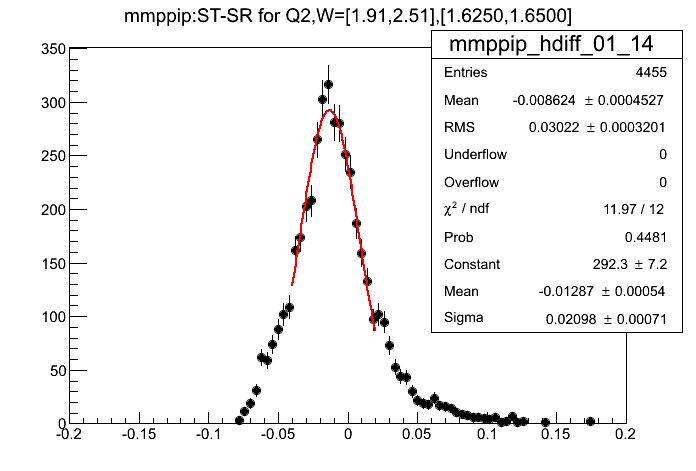 mmppip:ST-SR for Q2,W=[1.91,2.51],[1.6250,1.6500]
mmppip_hdiff_01_14
Entries 4455
Mean -0.008624 ± 0.0004527
RMS 0.03022 ± 0.0003201
Underflow 0
Overflow 0
χ² / ndf 11.97 / 12
Prob 0.4481
Constant 292.3 ± 7.2
Mean -0.01287 ± 0.00054
Sigma 0.02098 ± 0.00071
350
300
250
200
150
100
50
0
-0.2 -0.15 -0.1 -0.05 0 0.05 0.1 0.15 0.2